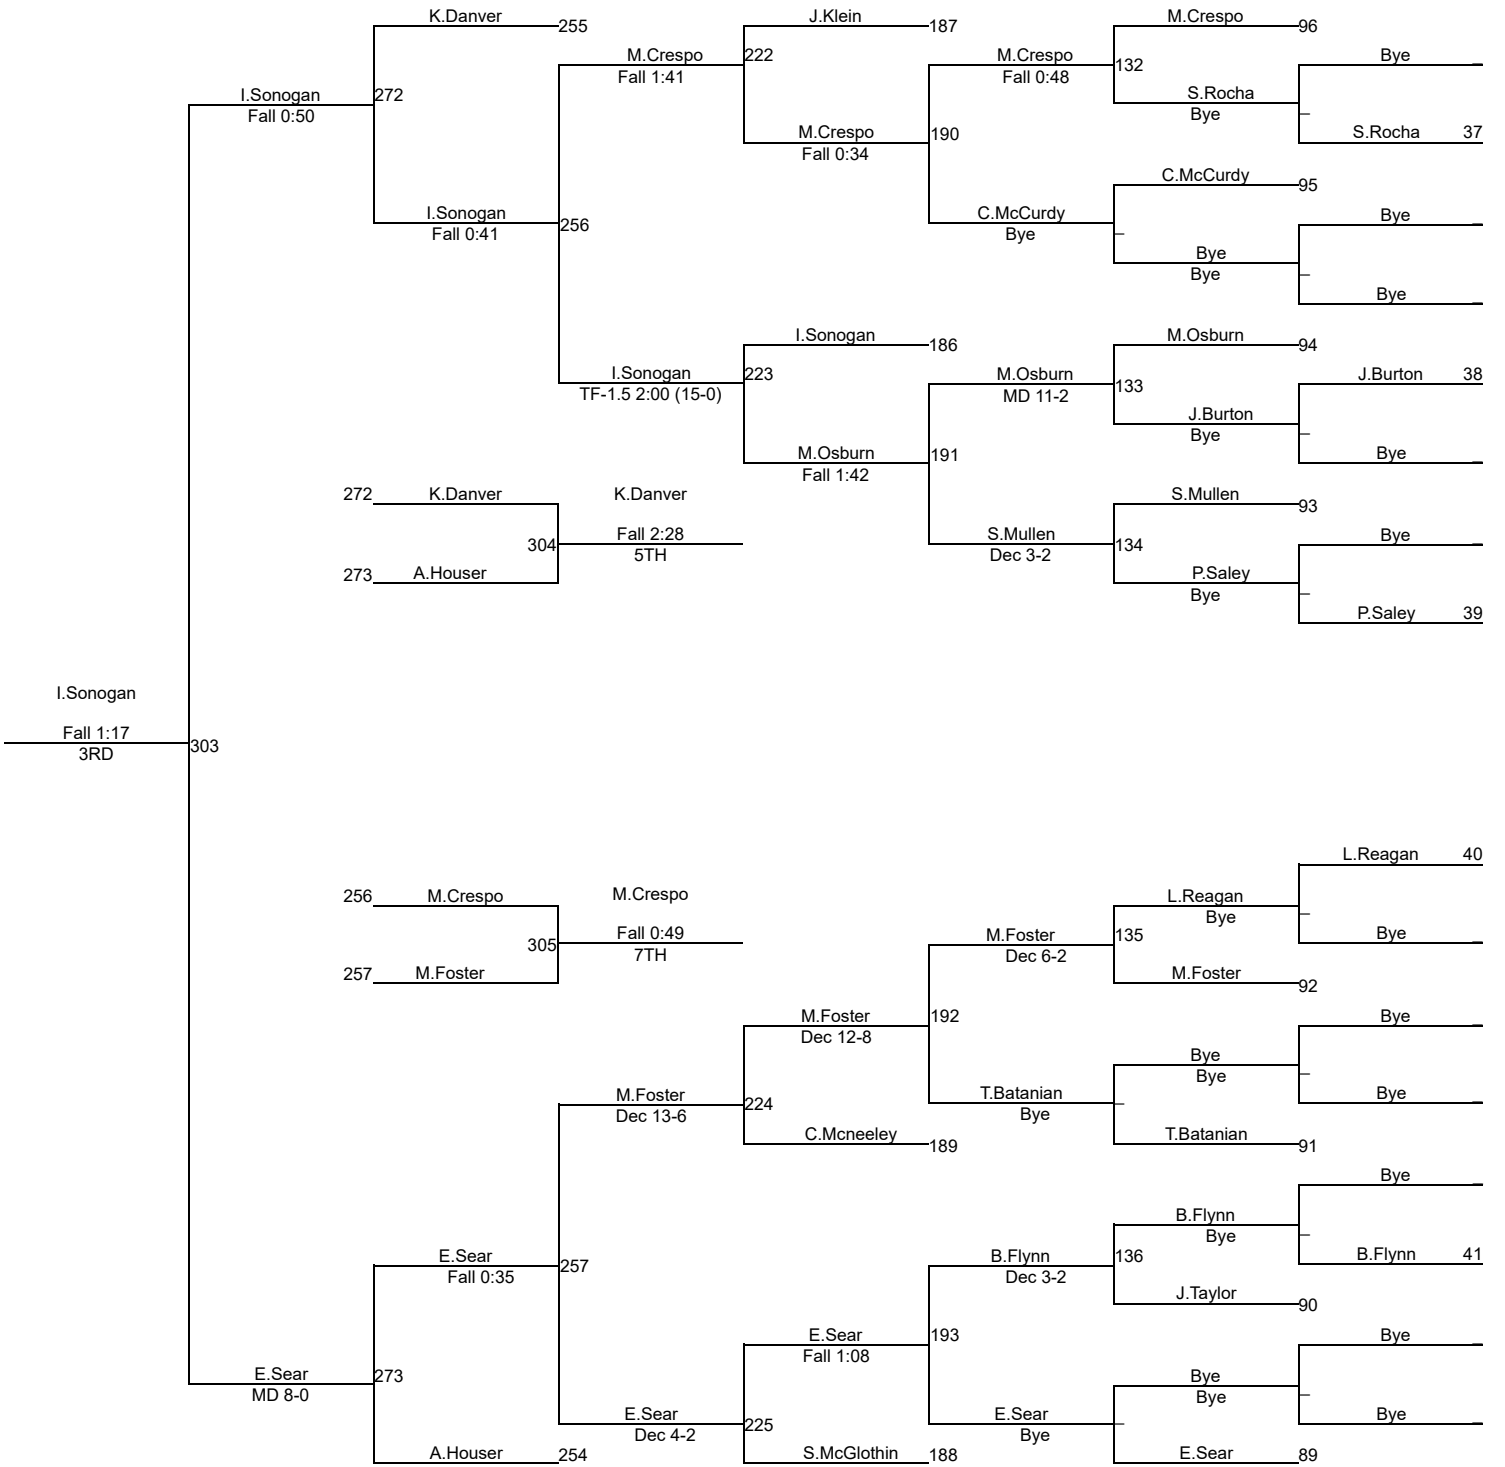 K.Danver 255
J.Klein 187
M.Crespo 96
M.Crespo
Fall 1:41
222
M.Crespo
Fall 0:48
132
Bye
I.Sonogan
Fall 0:50
272
S.Rocha
Bye
M.Crespo
Fall 0:34
190
S.Rocha 37
C.McCurdy 95
I.Sonogan
Fall 0:41
256
C.McCurdy
Bye
Bye
Bye
Bye
Bye
I.Sonogan 186
M.Osburn 94
I.Sonogan
TF-1.5 2:00 (15-0)
223
M.Osburn
MD 11-2
133
J.Burton 38
J.Burton
Bye
M.Osburn
Fall 1:42
191
Bye
272 K.Danver
K.Danver
S.Mullen 93
304
Fall 2:28
5TH
S.Mullen
Dec 3-2
134
Bye
273 A.Houser
P.Saley
Bye
P.Saley 39
I.Sonogan
Fall 1:17
3RD
303
L.Reagan 40
256 M.Crespo
M.Crespo
L.Reagan
Bye
305
Fall 0:49
7TH
M.Foster
Dec 6-2
135
Bye
257 M.Foster
M.Foster 92
M.Foster
Dec 12-8
192
Bye
Bye
Bye
M.Foster
Dec 13-6
224
T.Batanian
Bye
Bye
C.Mcneeley 189
T.Batanian 91
Bye
B.Flynn
Bye
E.Sear
Fall 0:35
257
B.Flynn
Dec 3-2
136
B.Flynn 41
J.Taylor 90
E.Sear
Fall 1:08
193
Bye
E.Sear
MD 8-0
273
Bye
Bye
E.Sear
Dec 4-2
225
E.Sear
Bye
Bye
A.Houser 254
S.McGlothin 188
E.Sear 89